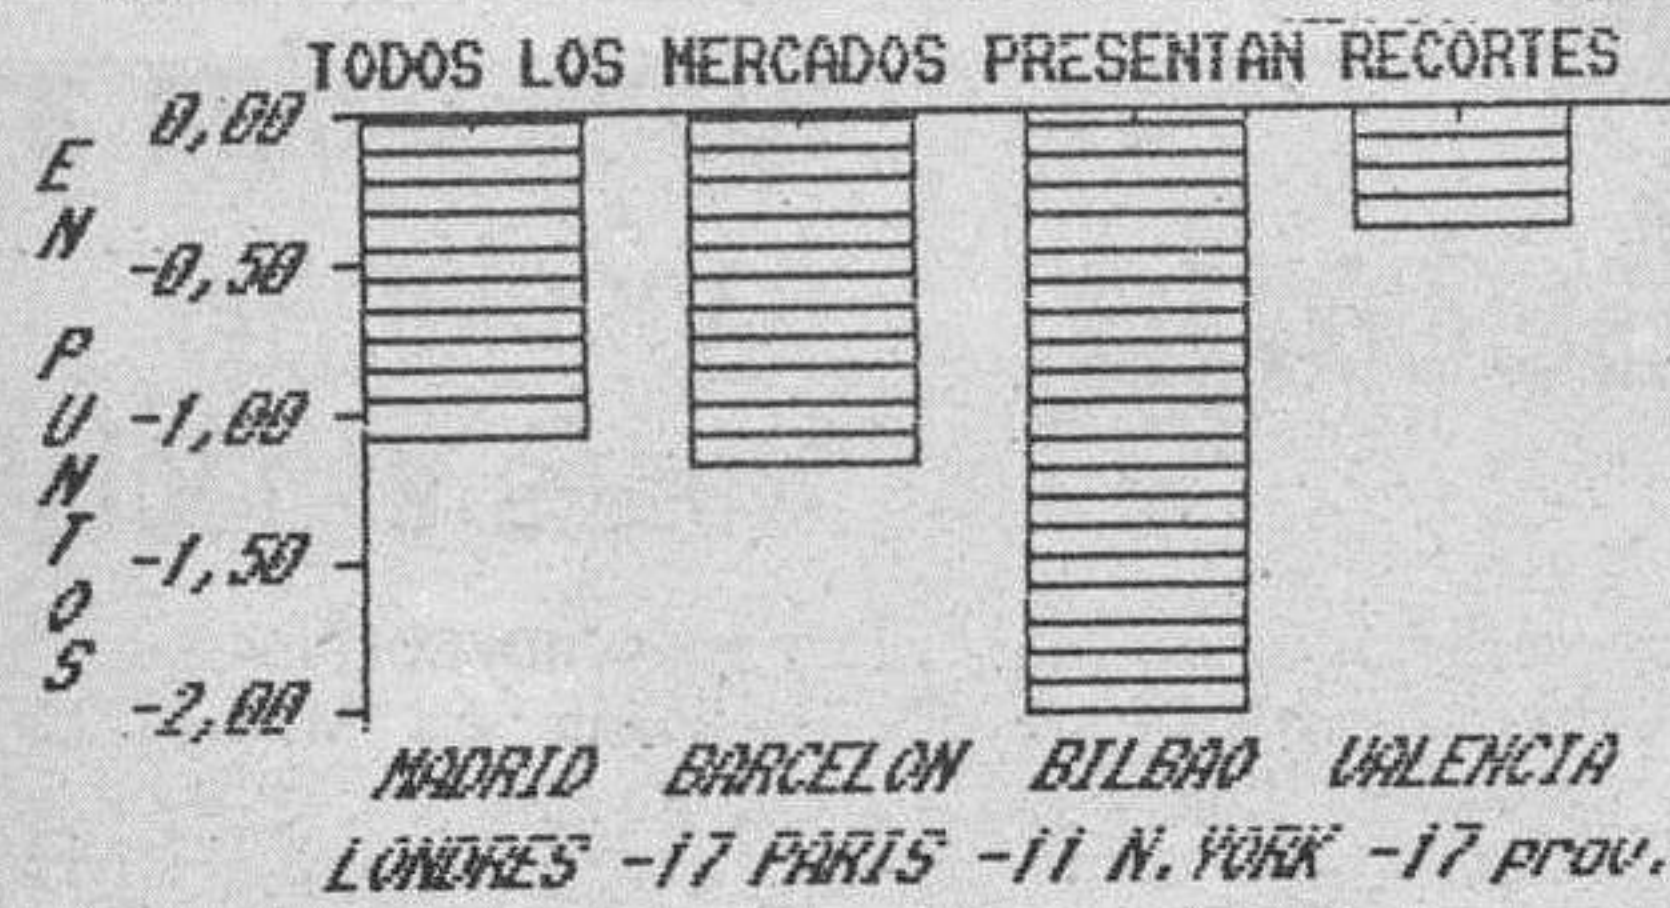 TODOS LOS MERCADOS PRESENTAN RECORTES
0,00
-0,50
-1,00
-1,50
-2,00
EN PUNTOS
MADRID BARCELON BILBAO VALENCIA
LONDRES -17 PARIS -11 N.YORK -17 prov.